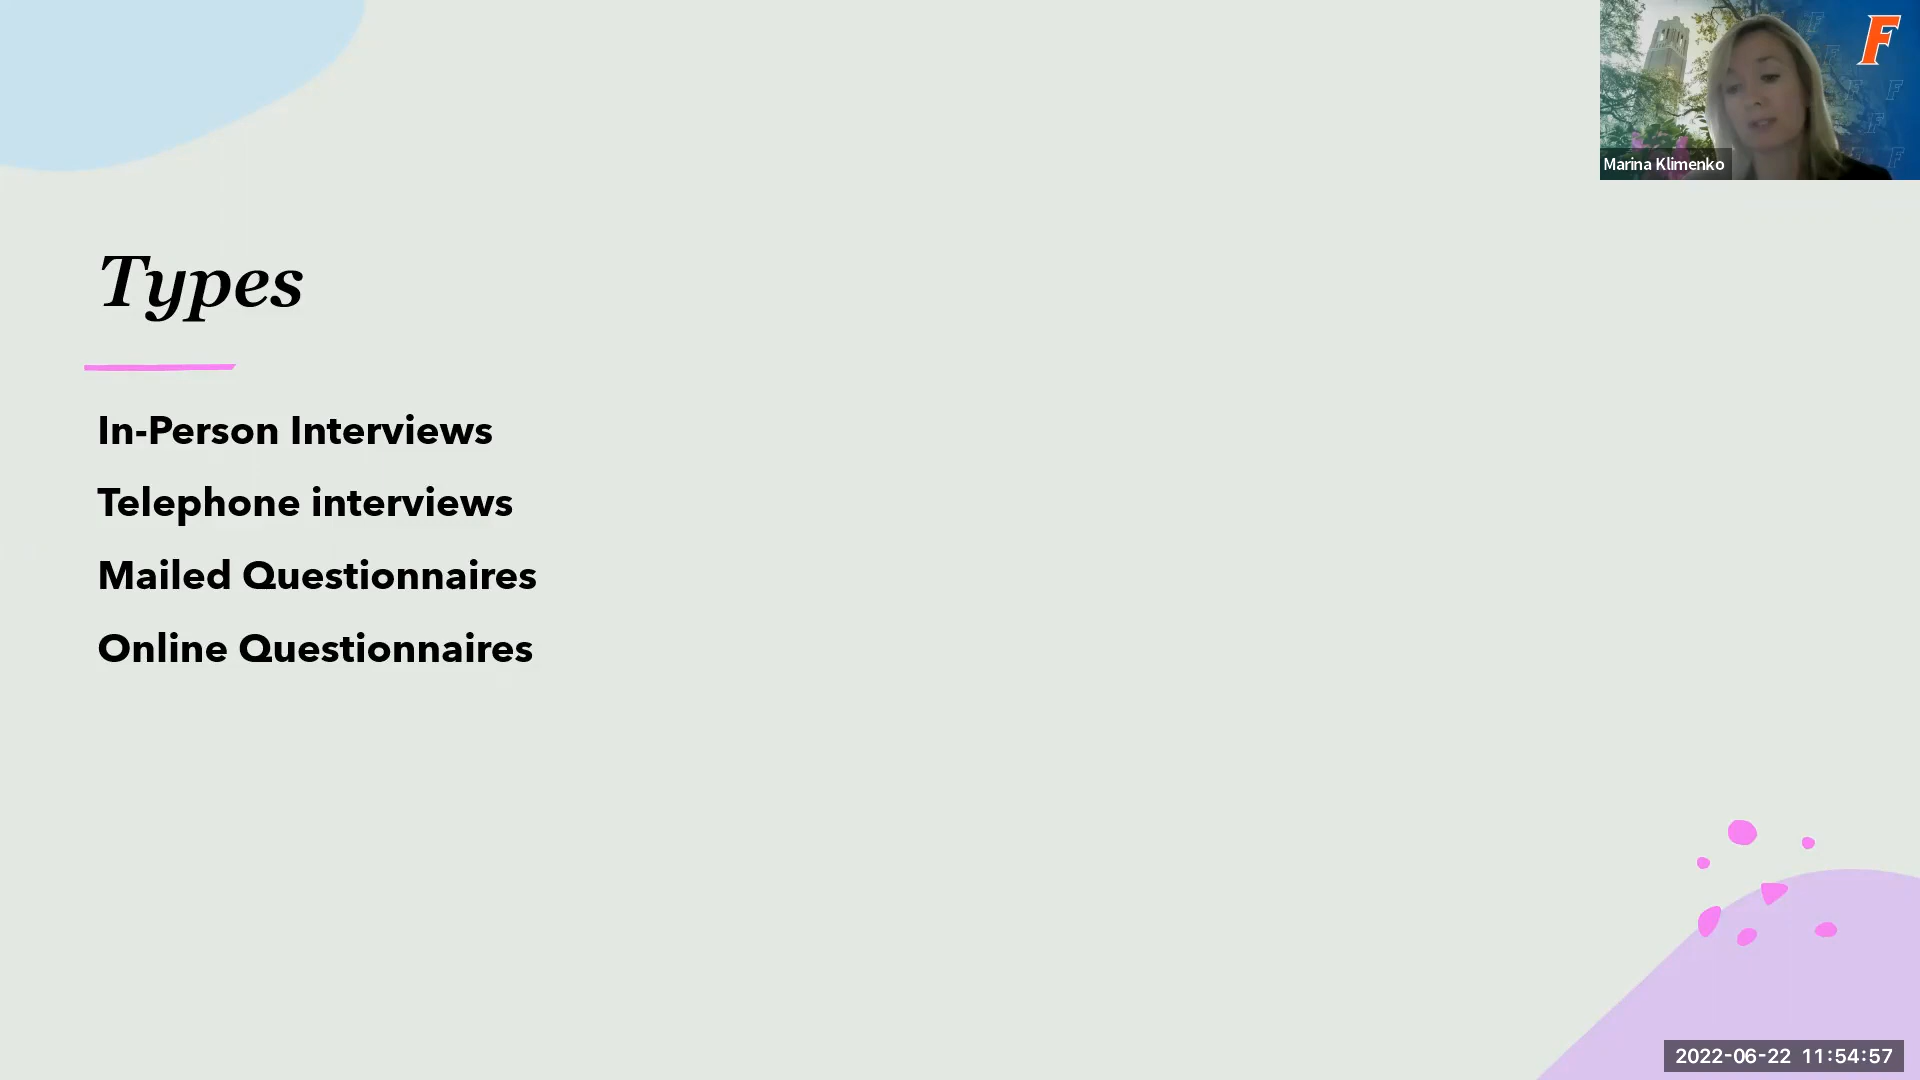 F
Marina Klimenko
Types
In-Person Interviews
Telephone interviews
Mailed Questionnaires
Online Questionnaires
2022-06-22 11:54:57